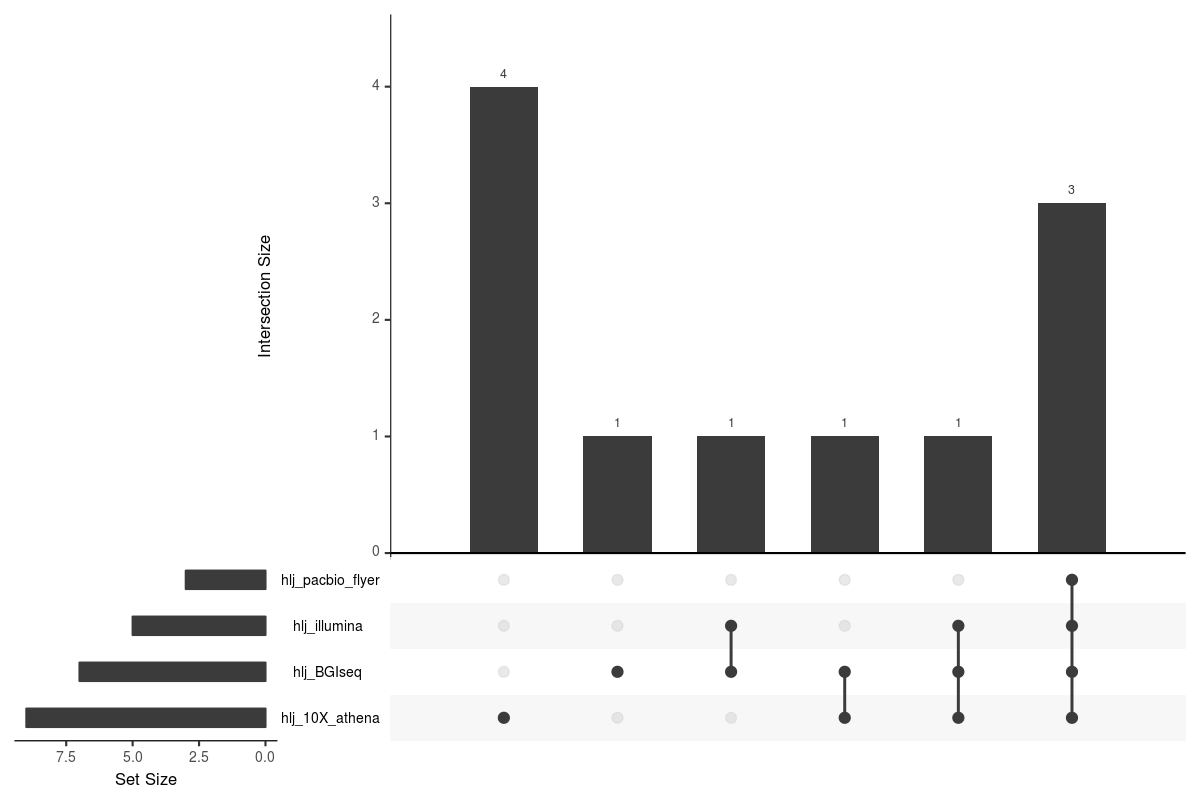 4
3
1
1
1
1
4
3
2
1
0
Intersection Size
hlj_pacbio_flyer
hlj_illumina
hlj_BGIseq
hlj_10X_athena
7.5 5.0 2.5 0.0
Set Size